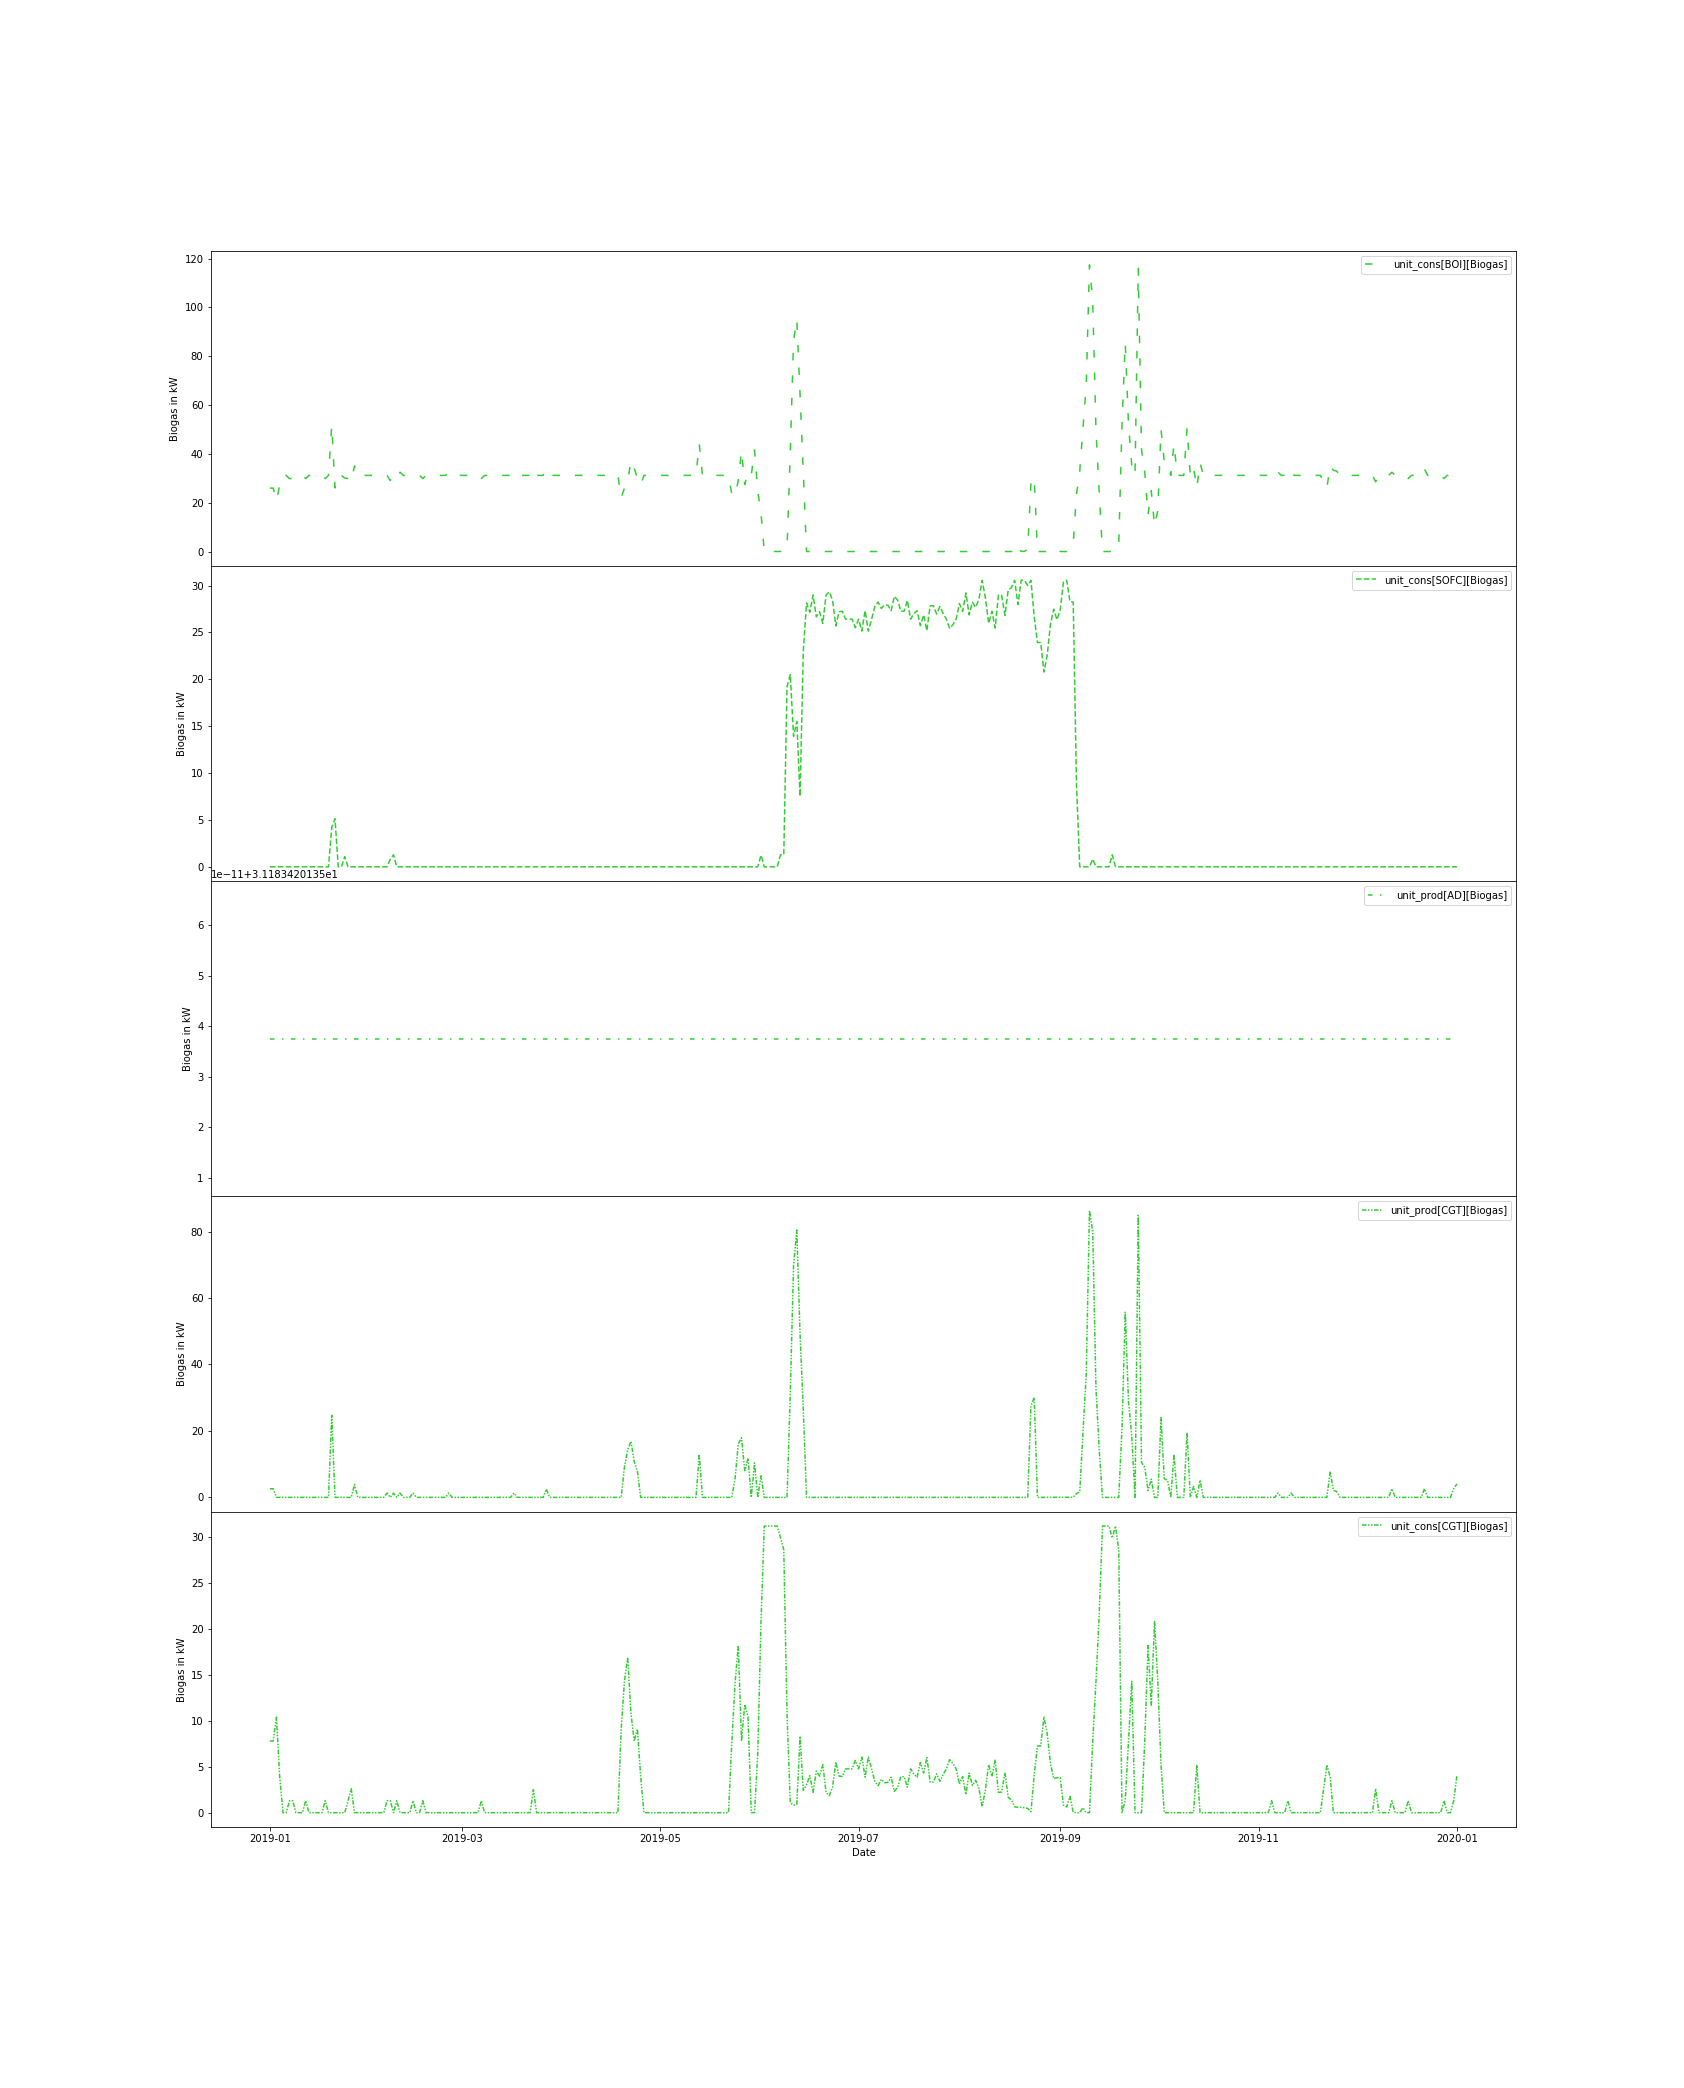 120
100
80
60
40
20
0
Biogas in kW
unit_cons[BOI][Biogas]
30
25
20
15
10
5
0
Biogas in kW
unit_cons[SOFC][Biogas]
1e−11+3.1183420135e1
6
5
4
3
2
1
Biogas in kW
unit_prod[AD][Biogas]
80
60
40
20
0
Biogas in kW
unit_prod[CGT][Biogas]
30
25
20
15
10
5
0
Biogas in kW
unit_cons[CGT][Biogas]
2019-01 2019-03 2019-05 2019-07 2019-09 2019-11 2020-01
Date